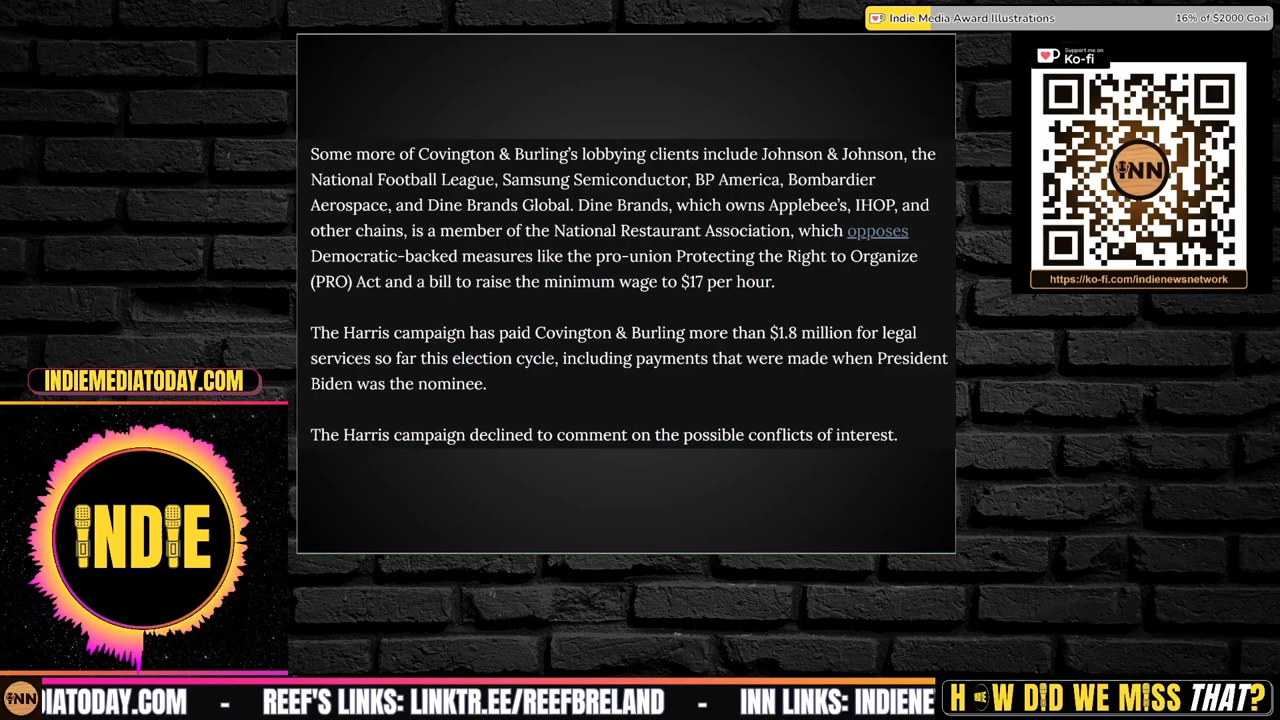 Indie Media Award Illustrations
16% of $2000 Goal
Support me on
Ko-fi
INN
https://ko-fi.com/indienewsnetwork
Some more of Covington & Burling’s lobbying clients include Johnson & Johnson, the
National Football League, Samsung Semiconductor, BP America, Bombardier
Aerospace, and Dine Brands Global. Dine Brands, which owns Applebee’s, IHOP, and
other chains, is a member of the National Restaurant Association, which opposes
Democratic-backed measures like the pro-union Protecting the Right to Organize
(PRO) Act and a bill to raise the minimum wage to $17 per hour.
The Harris campaign has paid Covington & Burling more than $1.8 million for legal
services so far this election cycle, including payments that were made when President
Biden was the nominee.
The Harris campaign declined to comment on the possible conflicts of interest.
INDIEMEDIATODAY.COM
INDIE
INN
DIATODAY.COM - REEF'S LINKS: LINKTR.EE/REEFBRELAND - INN LINKS: INDIENE
HOW DID WE MISS THAT?